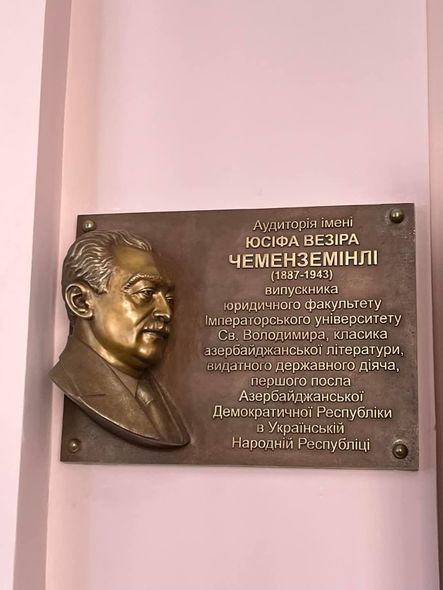 Аудиторія імені
ЮСІФА ВЕЗІРА
ЧЕМЕНЗЕМІНЛІ
(1887-1943)
випускника
юридичного факультету
Імператорського університету
Св. Володимира, класика
азербайджанської літератури,
видатного державного діяча,
першого посла
Азербайджанської
Демократичної Республіки
в Українській
Народній Республіці